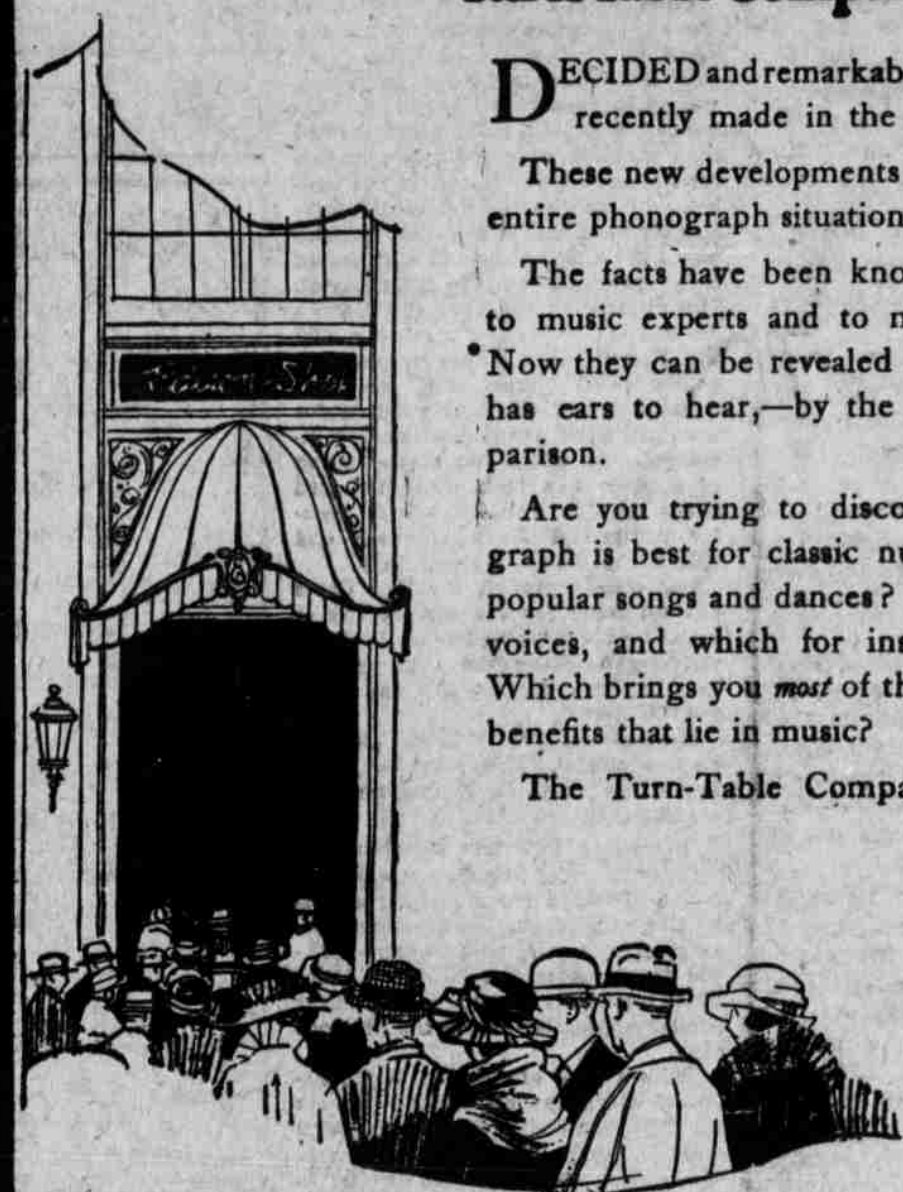 DECIDED and remarkab
recently made in the
These new developments
entire phonograph situation
The facts have been kno
to music experts and to m
Now they can be revealed
has ears to hear,—by the
parison.
Are you trying to disco
graph is best for classic nu
popular songs and dances?
voices, and which for ins
Which brings you most of th
benefits that lie in music?
The Turn-Table Compa